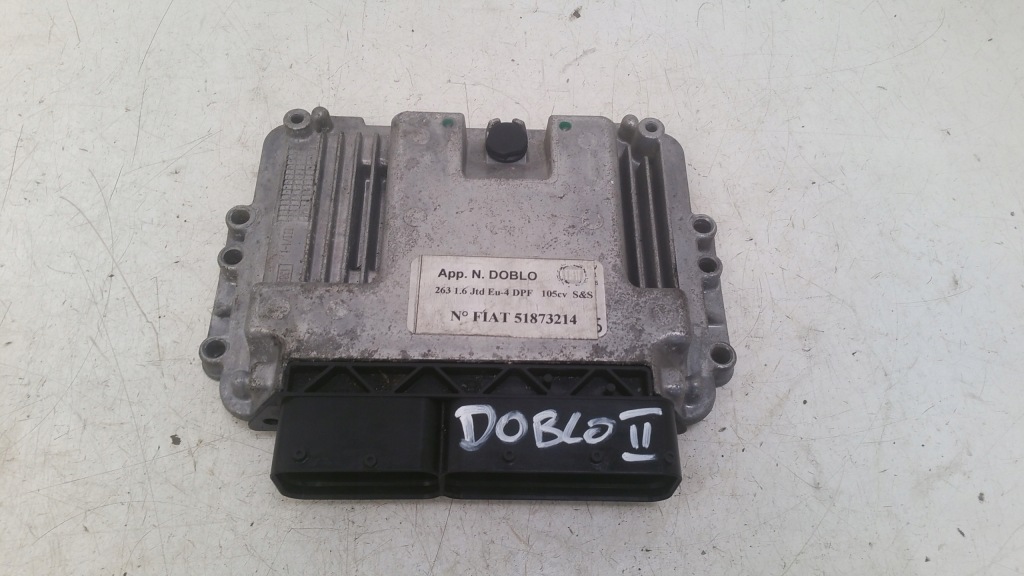 App. N. DOBLO
263 1.6 Jtd Eu-4 DPF 105cv S&S
N° FIAT 51873214
DOBLO II